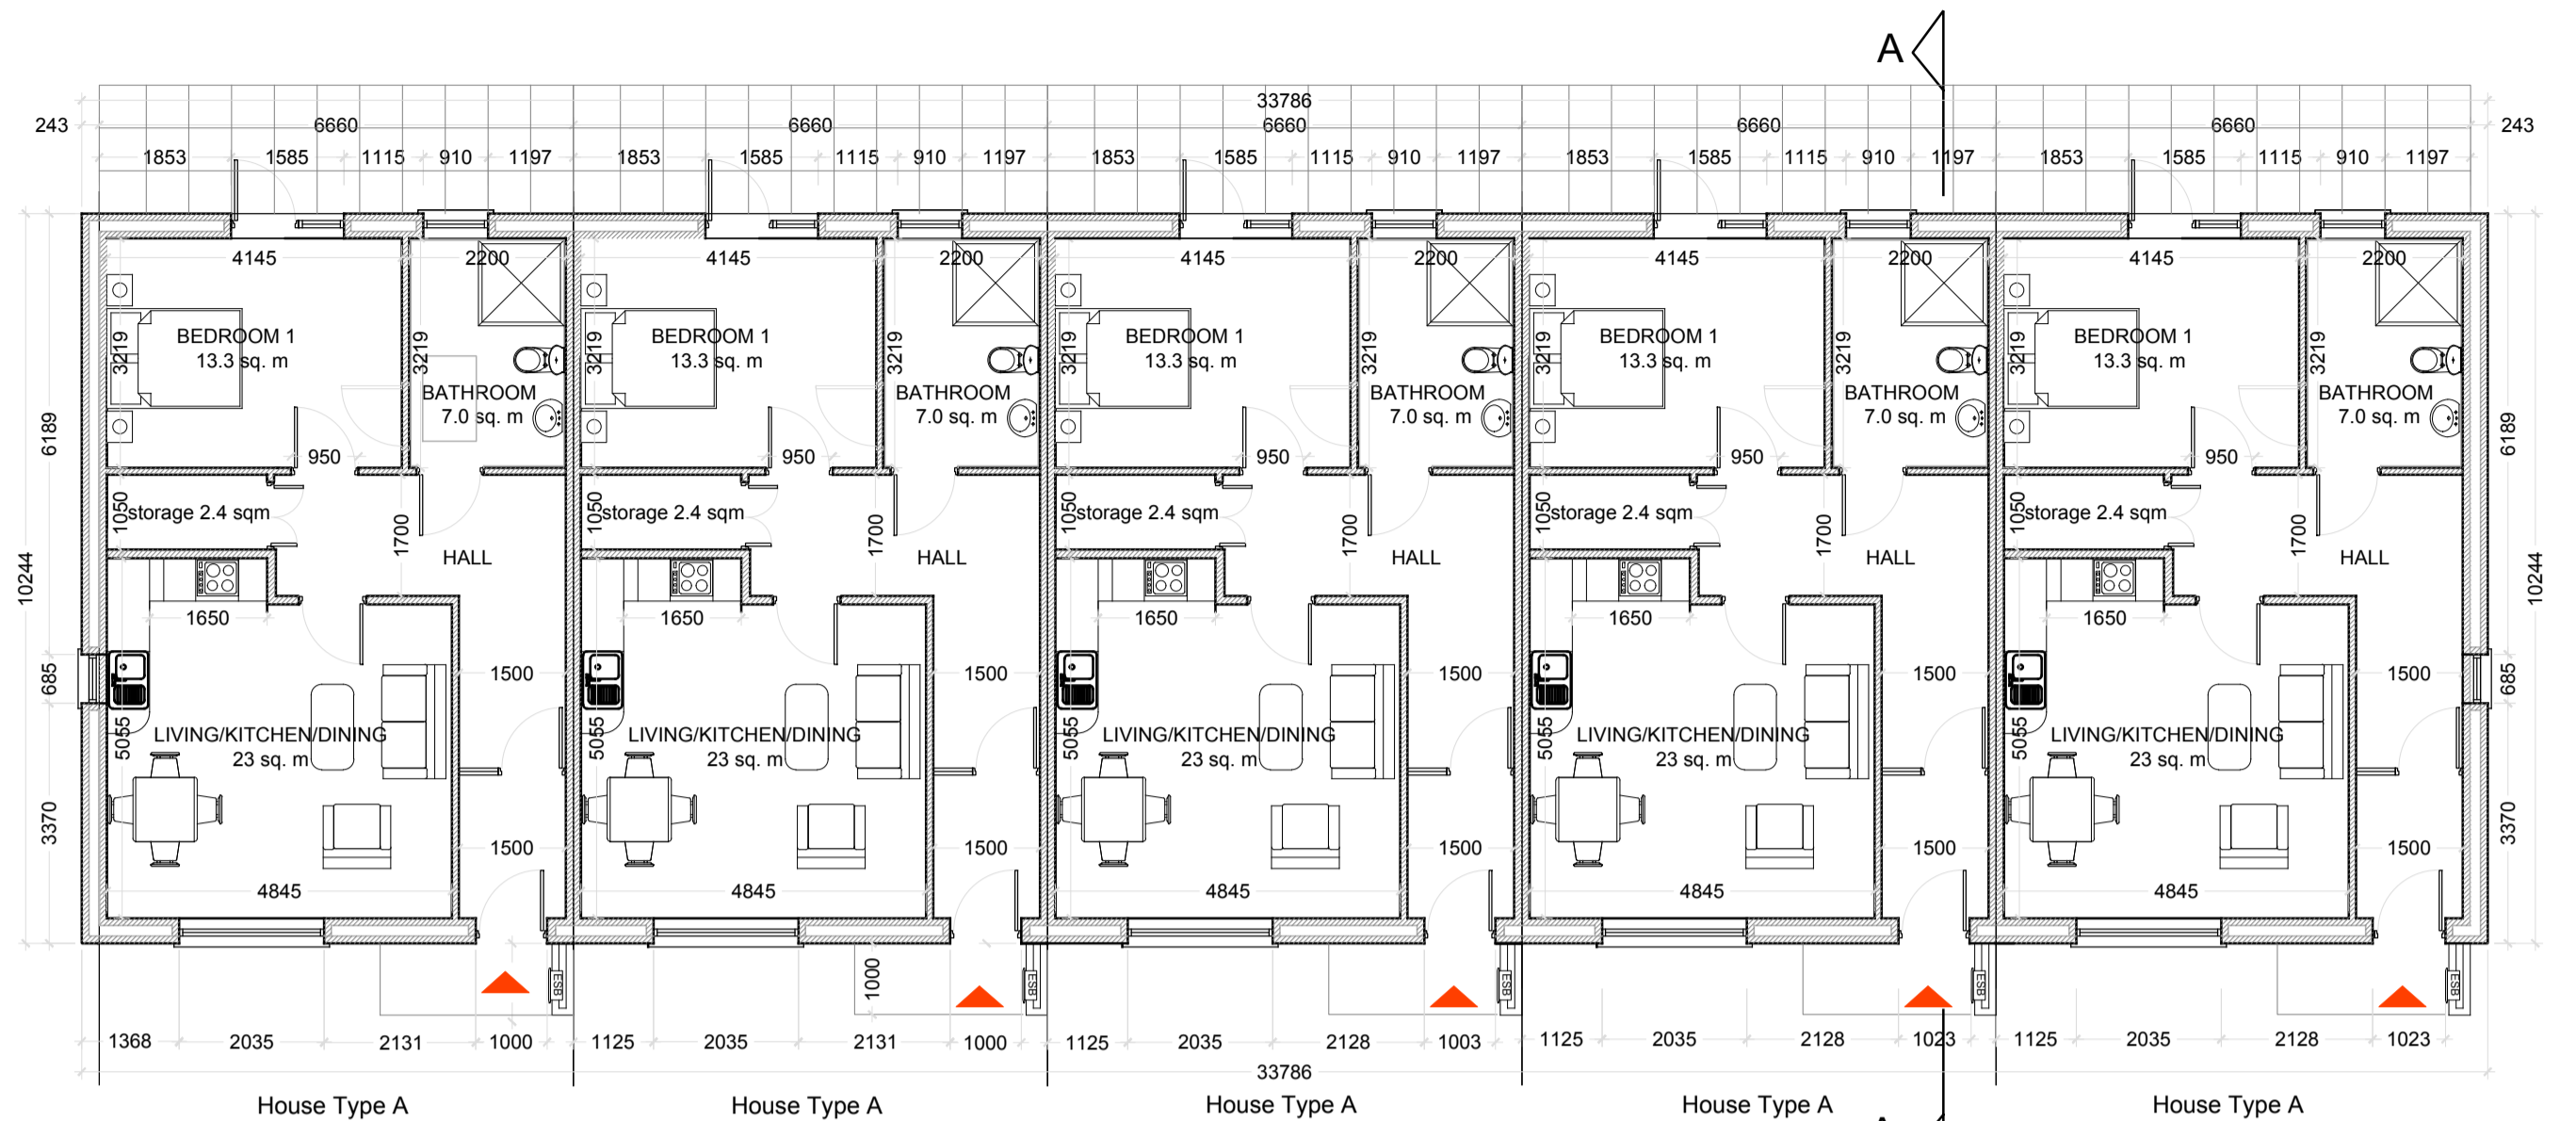 A
33786
243 6660 6660 6660 6660 6660 243
1853 1585 1115 910 1197 1853 1585 1115 910 1197 1853 1585 1115 910 1197 1853 1585 1115 910 1197 1853 1585 1115 910 1197
4145 2200 4145 2200 4145 2200 4145 2200 4145 2200
3219 3219 3219 3219 3219 3219 3219 3219 3219 3219
BEDROOM 1 BEDROOM 1 BEDROOM 1 BEDROOM 1 BEDROOM 1
13.3 sq. m 13.3 sq. m 13.3 sq. m 13.3 sq. m 13.3 sq. m
BATHROOM BATHROOM BATHROOM BATHROOM BATHROOM
7.0 sq. m 7.0 sq. m 7.0 sq. m 7.0 sq. m 7.0 sq. m
6189 6189
950 950 950 950 950
1050 1050 1050 1050 1050
storage 2.4 sqm storage 2.4 sqm storage 2.4 sqm storage 2.4 sqm storage 2.4 sqm
1700 1700 1700 1700 1700
HALL HALL HALL HALL HALL
10244 10244
1650 1650 1650 1650 1650
685 1500 1500 1500 1500 1500 685
5055 5055 5055 5055 5055
LIVING/KITCHEN/DINING LIVING/KITCHEN/DINING LIVING/KITCHEN/DINING LIVING/KITCHEN/DINING LIVING/KITCHEN/DINING
23 sq. m 23 sq. m 23 sq. m 23 sq. m 23 sq. m
3370 3370
1500 1500 1500 1500 1500
4845 4845 4845 4845 4845
1000
ESB ESB ESB ESB ESB
1368 2035 2131 1000 1125 2035 2131 1000 1125 2035 2128 1003 1125 2035 2128 1023 1125 2035 2128 1023
33786
House Type A House Type A House Type A House Type A House Type A